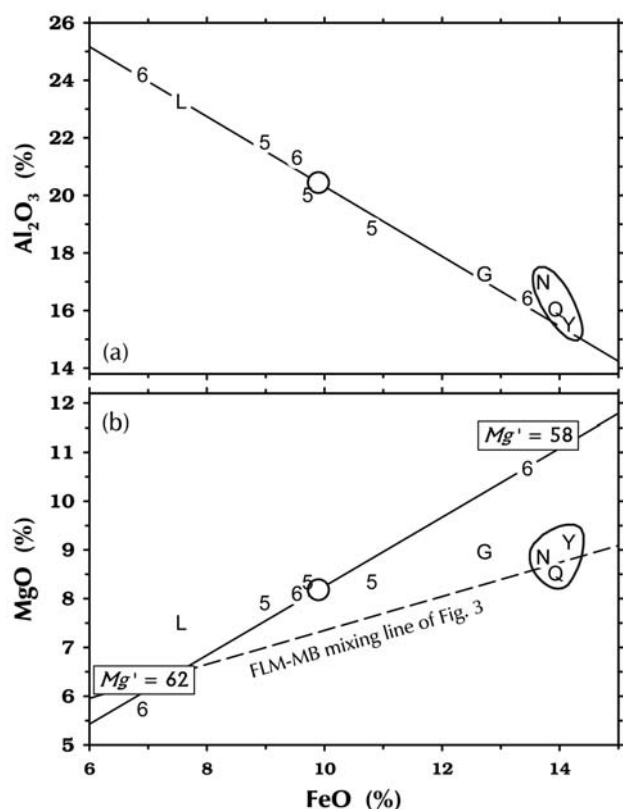 26
24
22
20
18
16
14
Al₂O₃ (%)
6
L
5
6
5
5
G
6
N
Q
Y
(a)
12
11
10
9
8
7
6
5
MgO (%)
(b)
Mg' = 58
6
Y
N
Q
G
5
5
6
5
L
FLM-MB mixing line of Fig. 3
Mg' = 62
6
6 8 10 12 14
FeO (%)